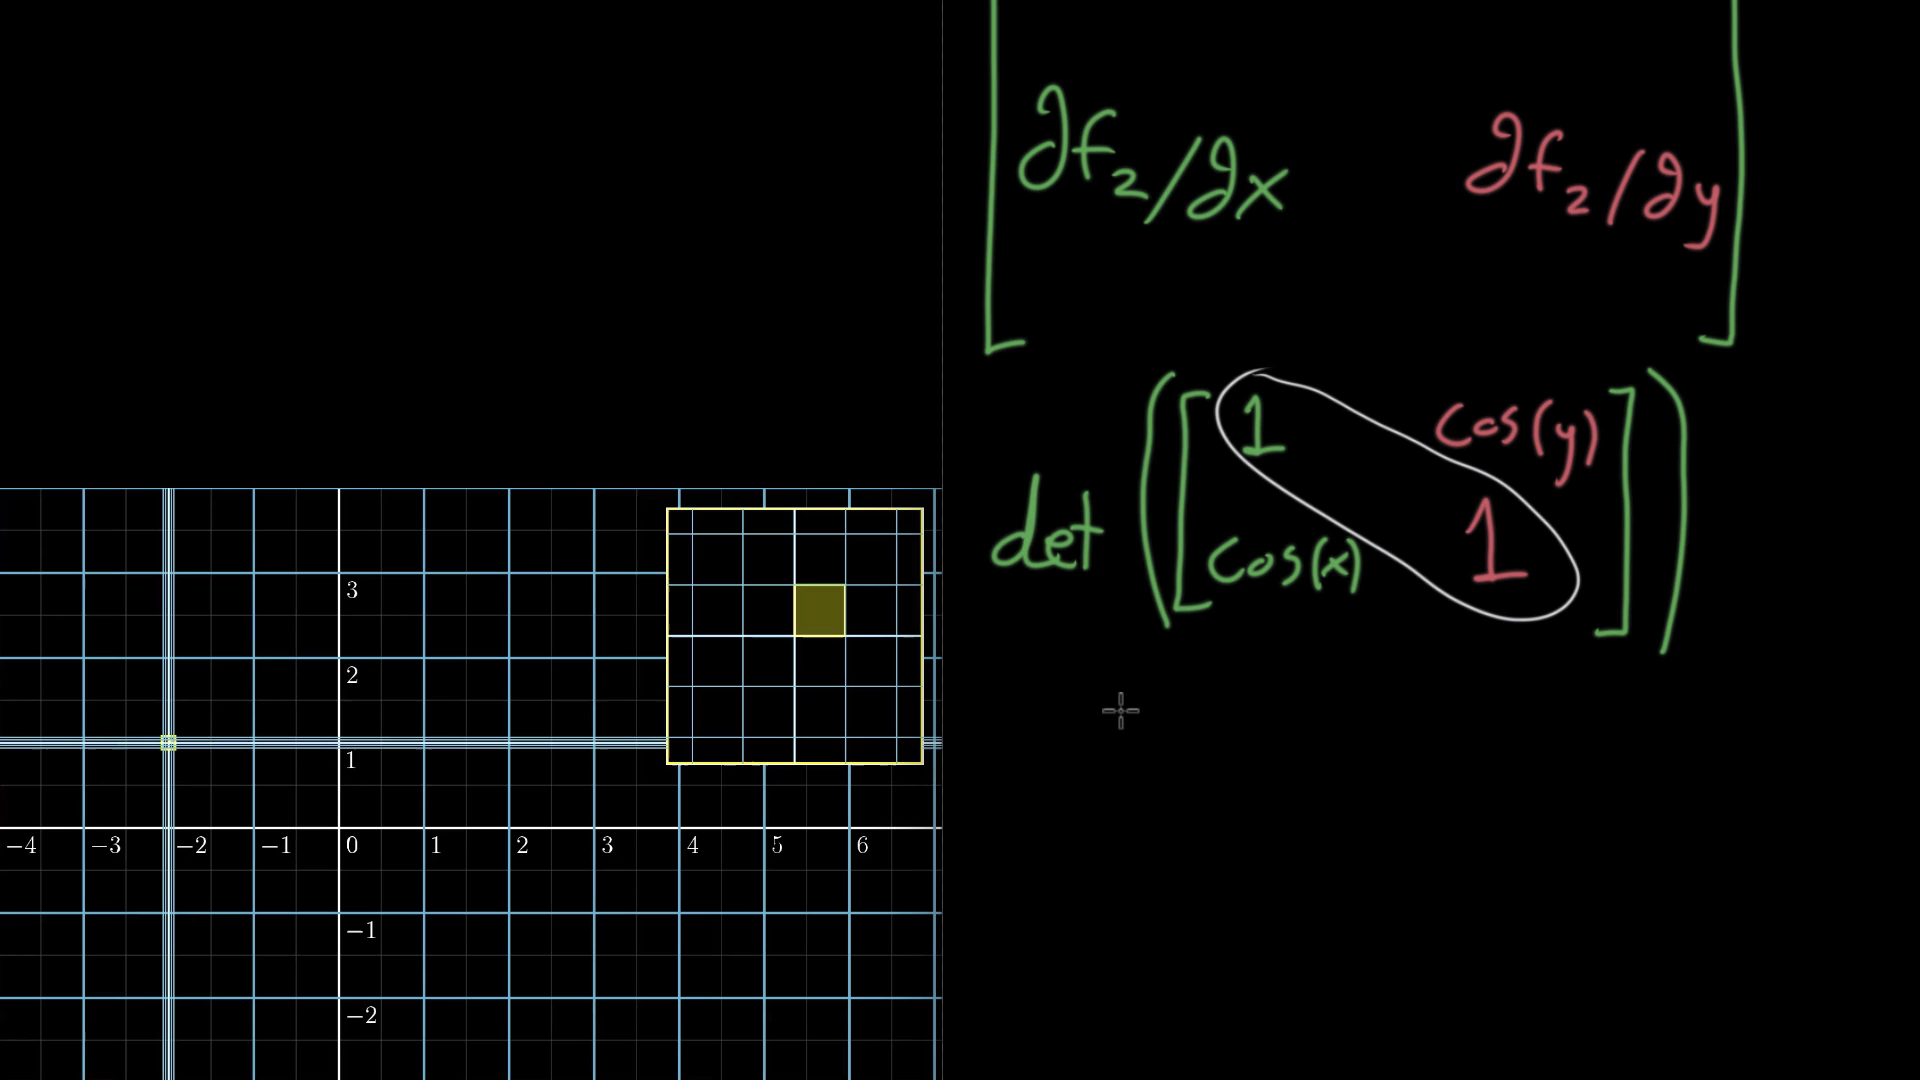 ∂f₂/∂x ∂f₂/∂y
det ([1 cos(y)
cos(x) 1])
3
2
1
−4 −3 −2 −1 0 1 2 3 4 5 6
−1
−2